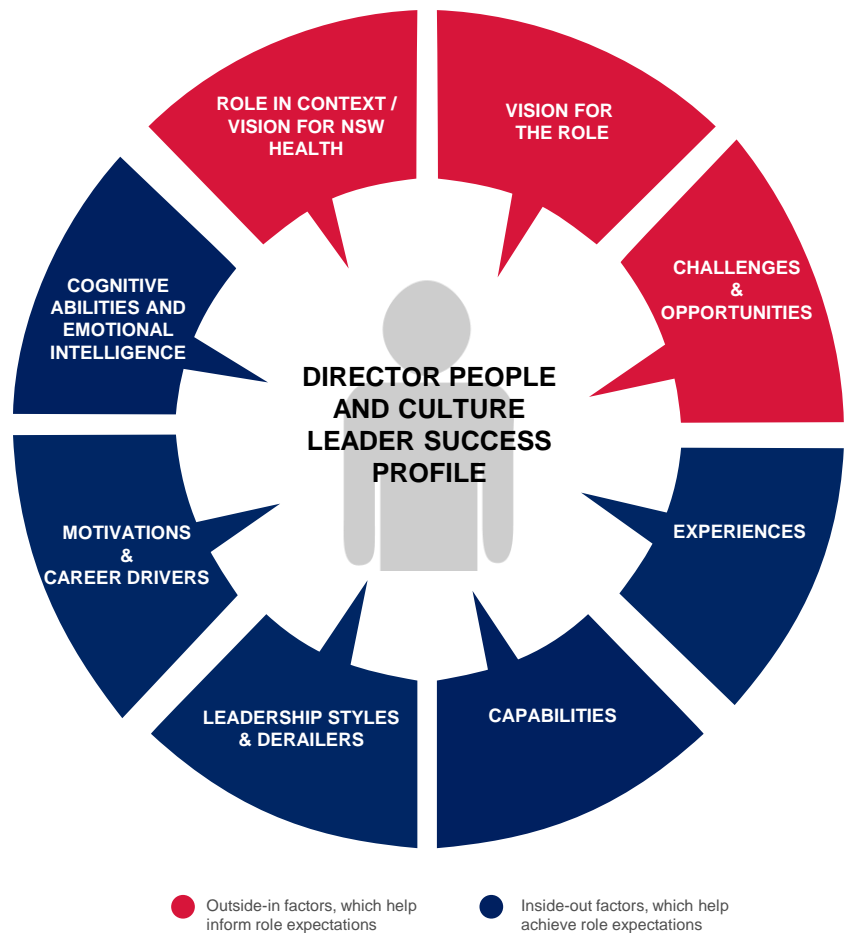 ROLE IN CONTEXT /
VISION FOR NSW
HEALTH
VISION FOR
THE ROLE
CHALLENGES
&
OPPORTUNITIES
COGNITIVE
ABILITIES AND
EMOTIONAL
INTELLIGENCE
DIRECTOR PEOPLE
AND CULTURE
LEADER SUCCESS
PROFILE
EXPERIENCES
MOTIVATIONS
&
CAREER DRIVERS
LEADERSHIP STYLES
& DERAILERS
CAPABILITIES
Outside-in factors, which help
inform role expectations
Inside-out factors, which help
achieve role expectations